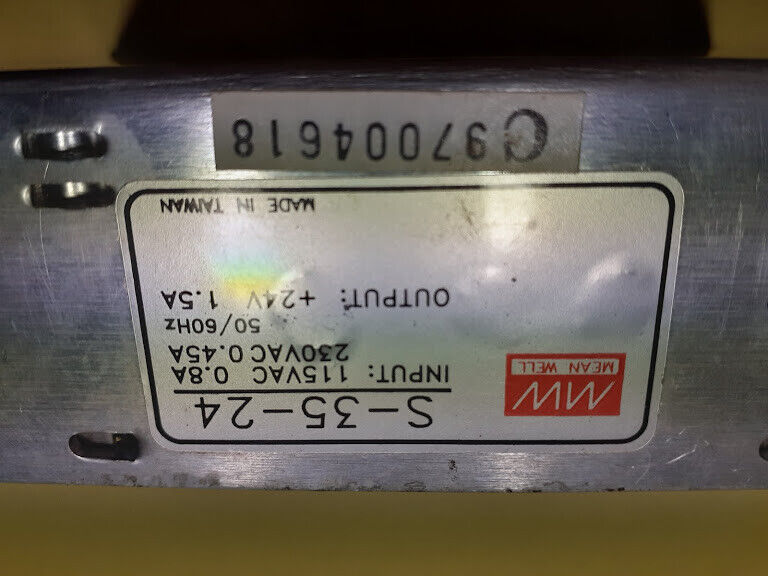 MW
MEAN WELL
S-35-24
INPUT: 115VAC 0.8A
230VAC 0.45A
50/60Hz
OUTPUT: +24V 1.5A
MADE IN TAIWAN
C97004618